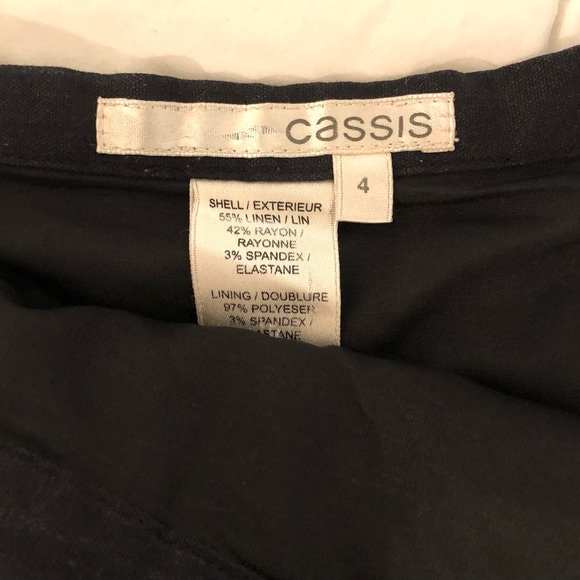 cassis
4
SHELL / EXTERIEUR
55% LINEN / LIN
42% RAYON /
RAYONNE
3% SPANDEX /
ELASTANE
LINING / DOUBLURE
97% POLYESER
3% SPANDEX /
ASTANE